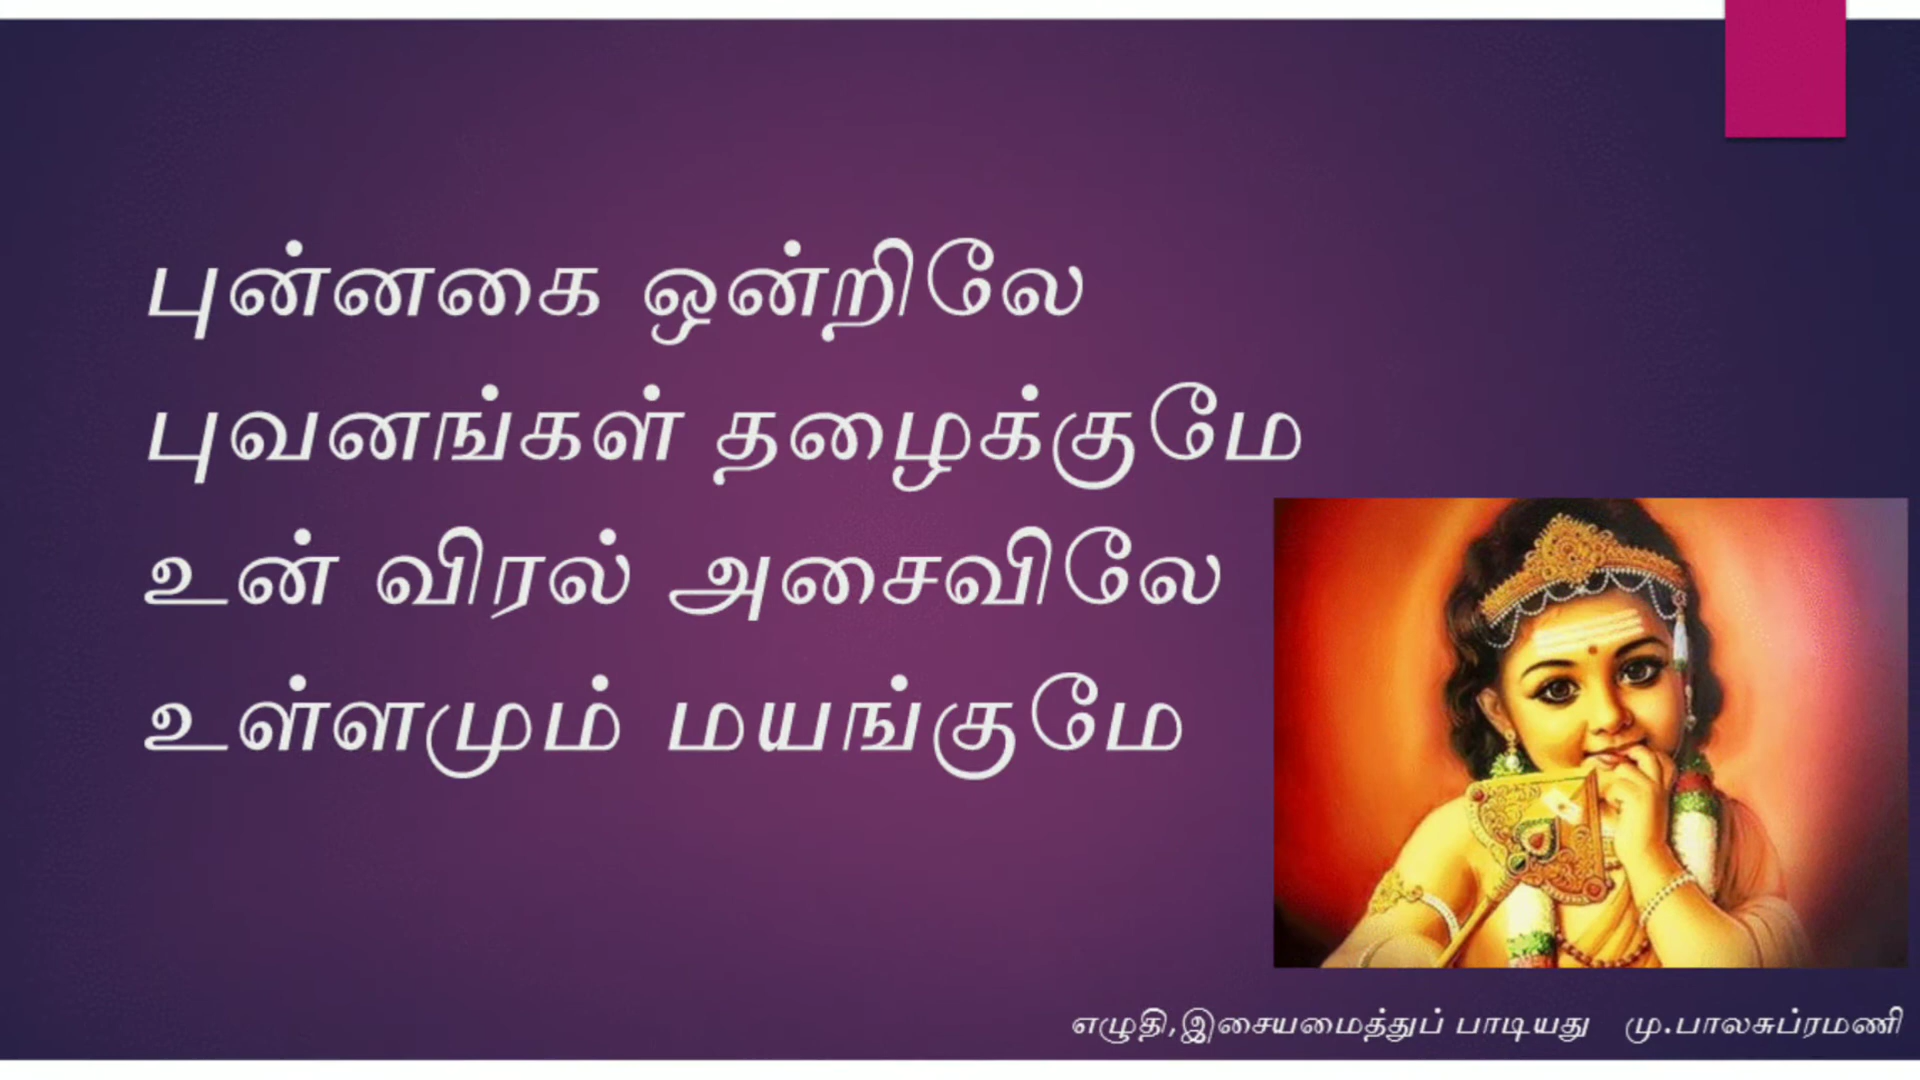 புன்னகை ஒன்றிலே
புவனங்கள் தழைக்குமே
உன் விரல் அசைவிலே
உள்ளமும் மயங்குமே
எழுதி,இசையமைத்துப் பாடியது மு.பாலசுப்ரமணி